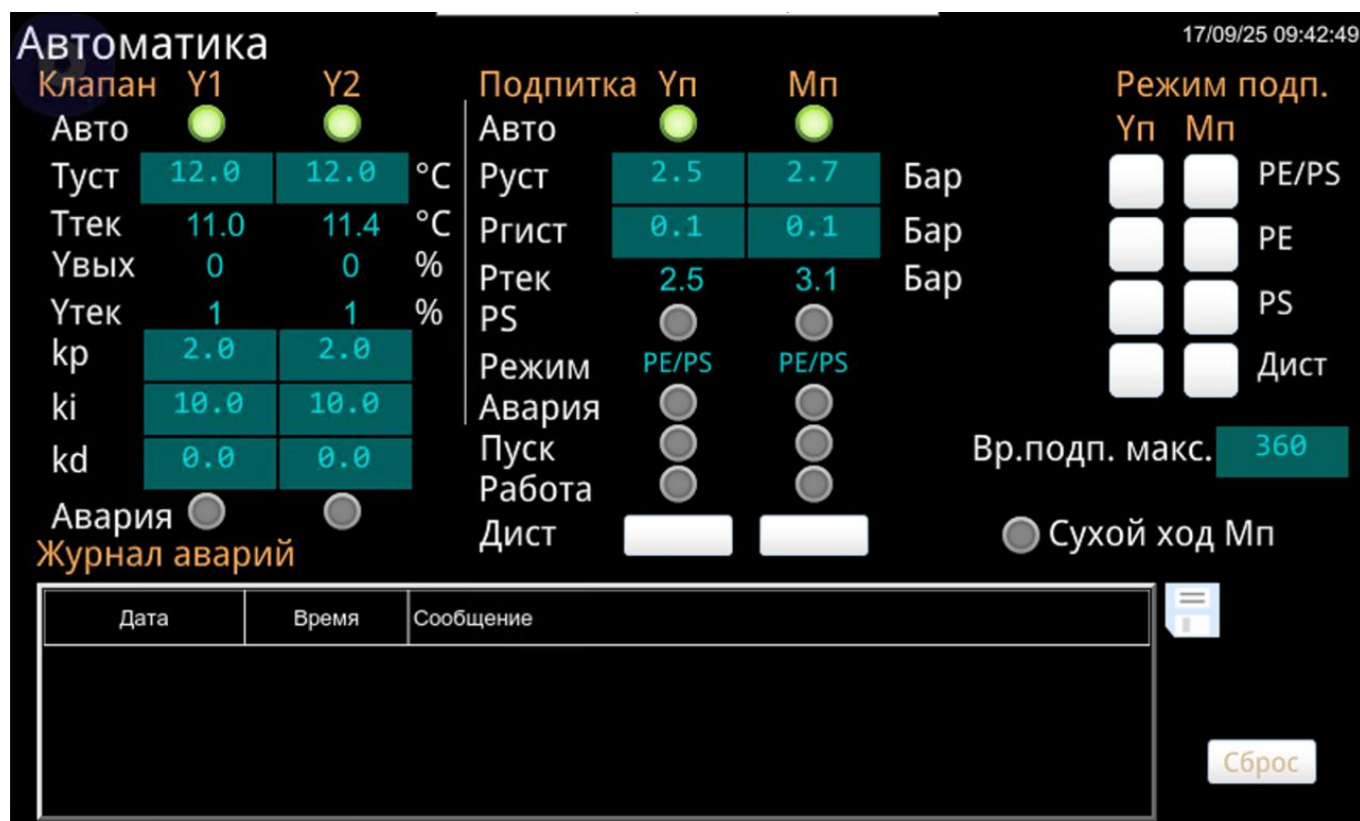 Автоматика
17/09/25 09:42:49
Клапан Y1 Y2 Подпитка Yп Мп Режим подп.
Авто Авто Yп Мп
Туст 12.0 12.0 °C Руст 2.5 2.7 Бар PE/PS
Ттек 11.0 11.4 °C Ргист 0.1 0.1 Бар PE
Yвых 0 0 % Ртек 2.5 3.1 Бар
Yтек 1 1 % PS PS
kp 2.0 2.0 Режим PE/PS PE/PS Дист
ki 10.0 10.0 Авария
kd 0.0 0.0 Пуск Вр.подп. макс. 360
Работа
Авария Дист Сухой ход Мп
Журнал аварий
Дата Время Сообщение
Сброс